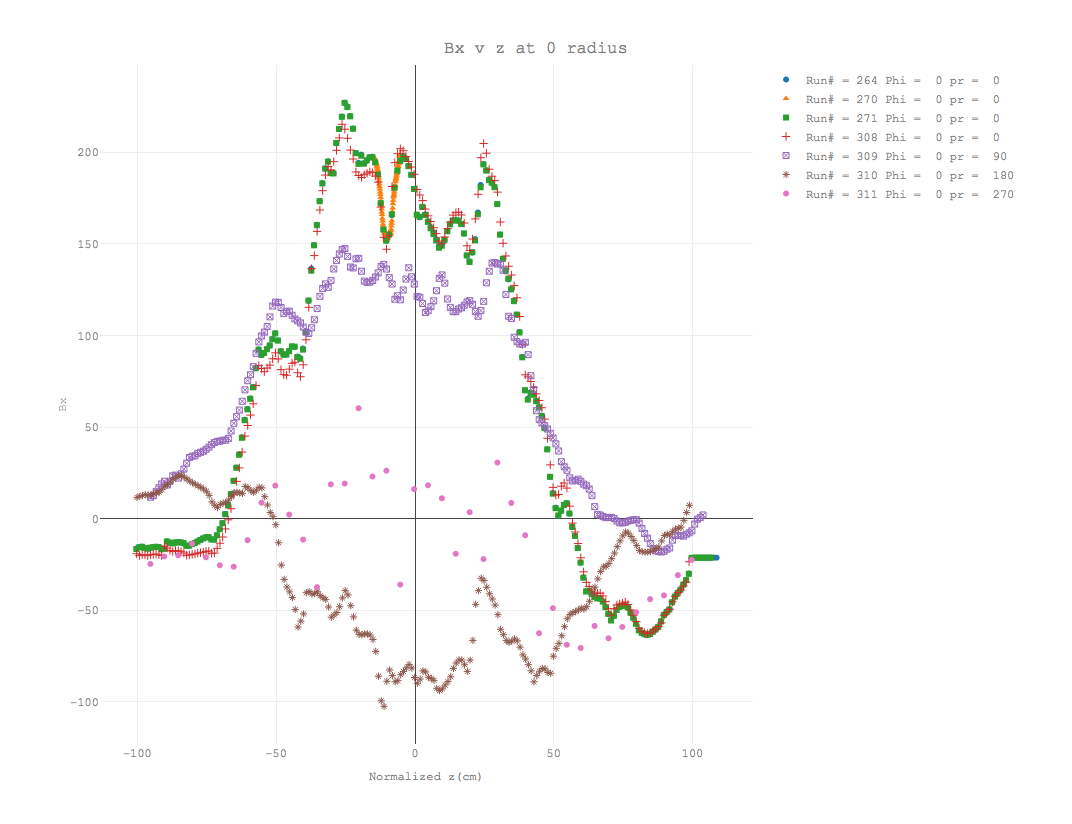 Bx v z at 0 radius
Run# = 264 Phi = 0 pr = 0
Run# = 270 Phi = 0 pr = 0
Run# = 271 Phi = 0 pr = 0
Run# = 308 Phi = 0 pr = 0
Run# = 309 Phi = 0 pr = 90
Run# = 310 Phi = 0 pr = 180
Run# = 311 Phi = 0 pr = 270
200
150
100
50
0
−50
−100
Bx
−100 −50 0 50 100
Normalized z(cm)